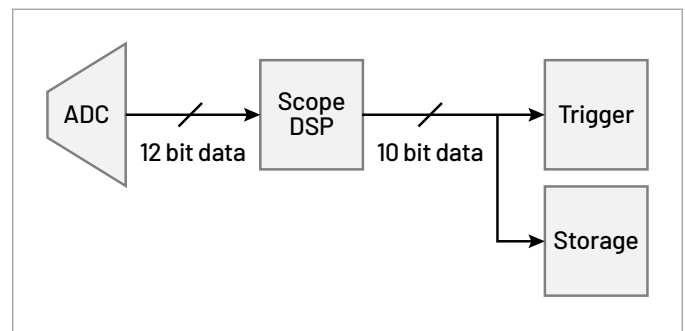 ADC
12 bit data
Scope
DSP
10 bit data
Trigger
Storage